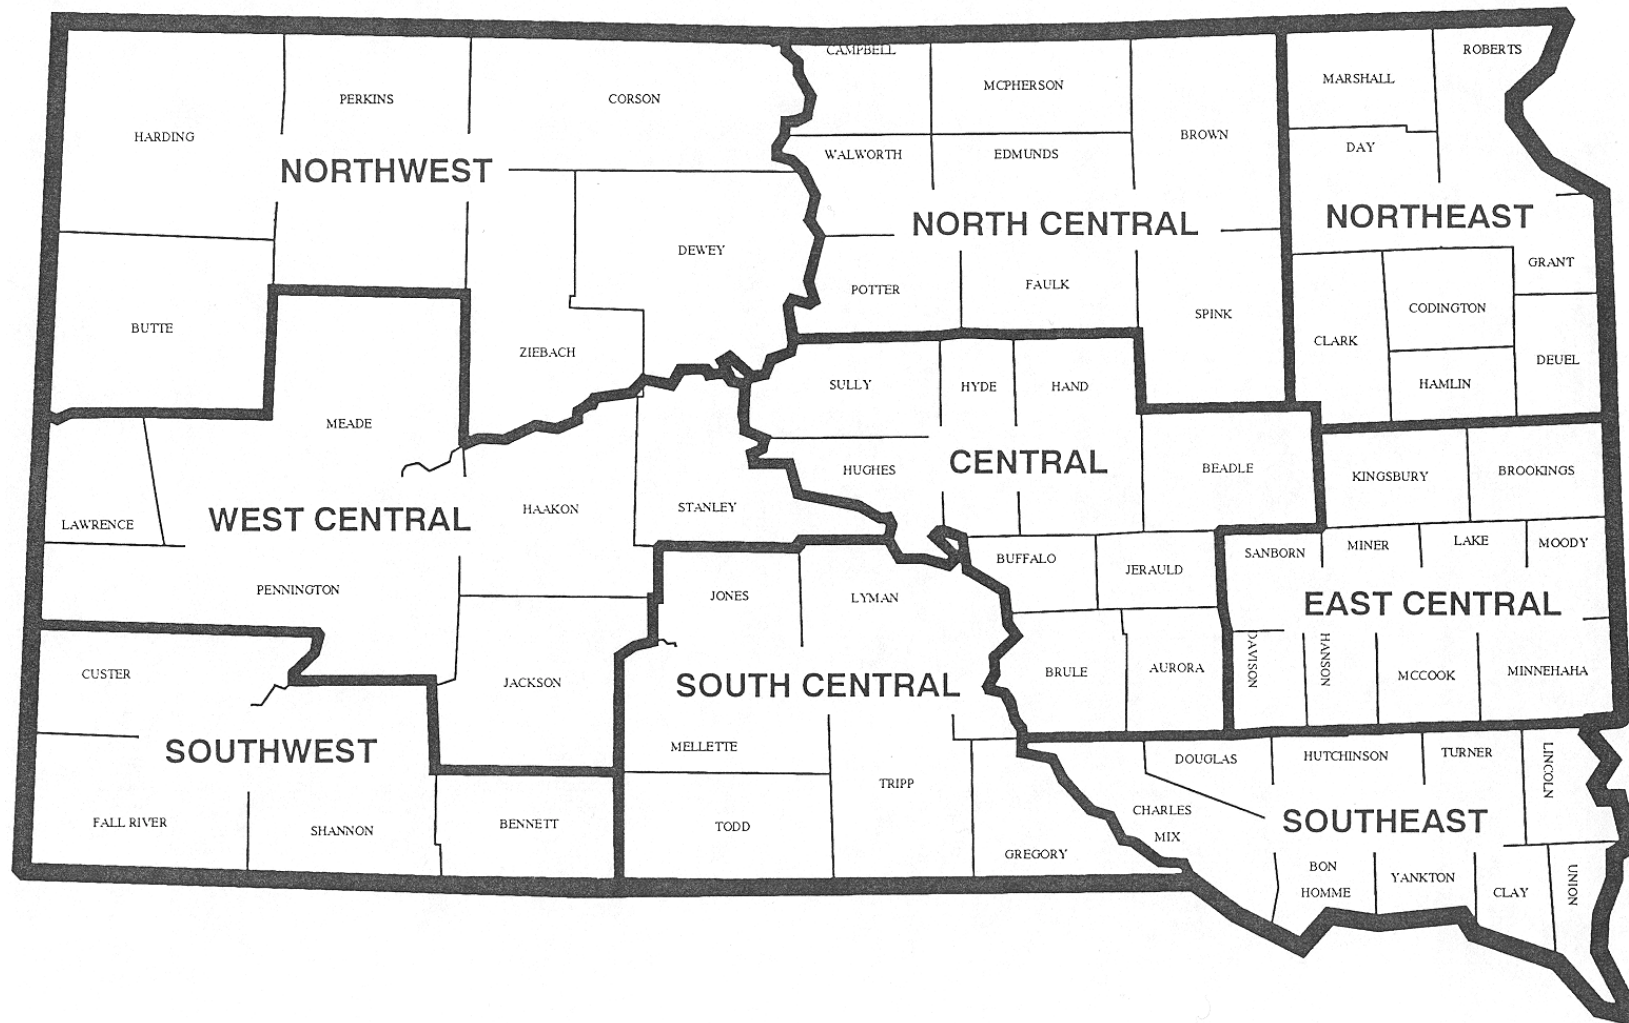 CAMPBELL
ROBERTS
MCPHERSON
MARSHALL
PERKINS
CORSON
HARDING
BROWN
WALWORTH
EDMUNDS
DAY
NORTHWEST
NORTH CENTRAL
NORTHEAST
DEWEY
GRANT
POTTER
FAULK
CODINGTON
SPINK
BUTTE
CLARK
ZIEBACH
DEUEL
SULLY
HYDE
HAND
HAMLIN
MEADE
CENTRAL
HUGHES
BEADLE
KINGSBURY
BROOKINGS
WEST CENTRAL
HAAKON
STANLEY
LAWRENCE
SANBORN
MINER
LAKE
MOODY
BUFFALO
JERAULD
PENNINGTON
JONES
LYMAN
EAST CENTRAL
CUSTER
JACKSON
SOUTH CENTRAL
BRULE
AURORA
DAVISON
HANSON
MCCOOK
MINNEHAHA
SOUTHWEST
MELLETTE
DOUGLAS
HUTCHINSON
TURNER
LINCOLN
TRIPP
CHARLES
MIX
SOUTHEAST
FALL RIVER
SHANNON
BENNETT
TODD
GREGORY
BON
HOMME
YANKTON
CLAY
UNION